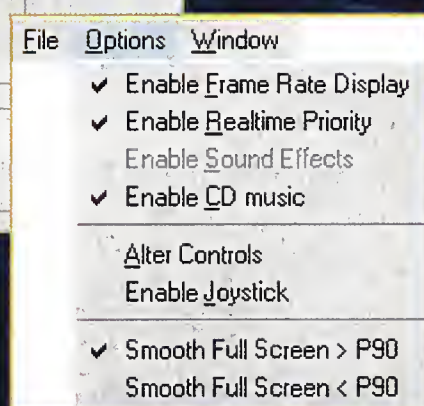 File Options Window
✔ Enable Frame Rate Display
✔ Enable Realtime Priority
Enable Sound Effects
✔ Enable CD music
Alter Controls
Enable Joystick
✔ Smooth Full Screen > P90
Smooth Full Screen < P90